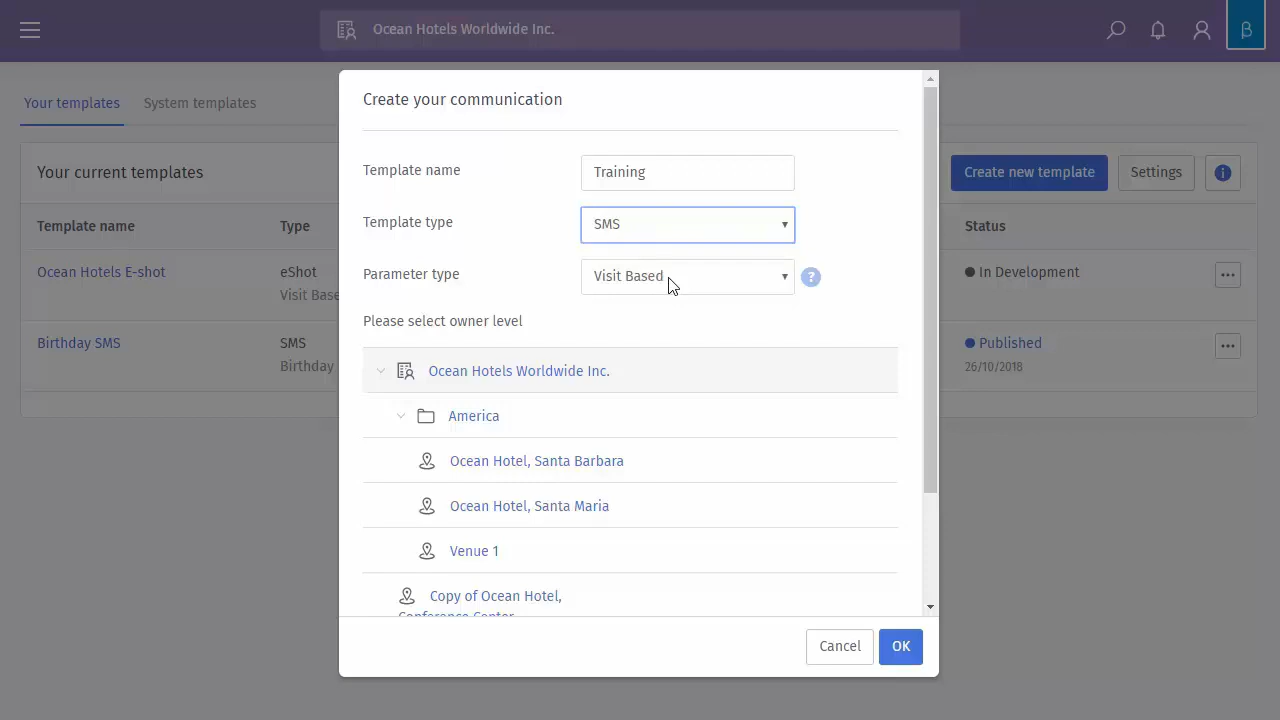 Ocean Hotels Worldwide Inc.
β
Your templates System templates
Your current templates
Create new template Settings
Template name Type Status
Ocean Hotels E-shot eShot In Development
Visit Base
Birthday SMS SMS Published
Birthday 26/10/2018
Create your communication
Template name Training
Template type SMS
Parameter type Visit Based ?
Please select owner level
Ocean Hotels Worldwide Inc.
America
Ocean Hotel, Santa Barbara
Ocean Hotel, Santa Maria
Venue 1
Copy of Ocean Hotel,
Conference Center
Cancel OK